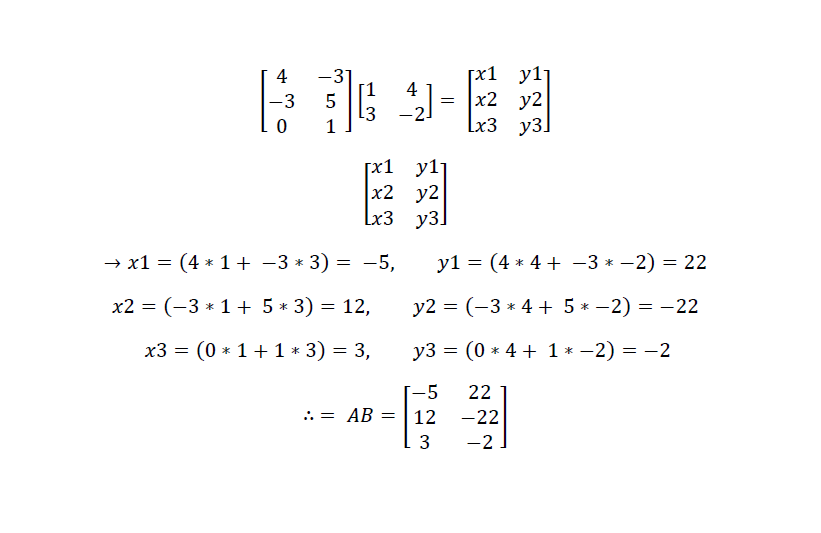 [4 −3; −3 5; 0 1] [1 4; 3 −2] = [x1 y1; x2 y2; x3 y3]
[x1 y1; x2 y2; x3 y3]
→ x1 = (4 * 1 + −3 * 3) = −5, y1 = (4 * 4 + −3 * −2) = 22
x2 = (−3 * 1 + 5 * 3) = 12, y2 = (−3 * 4 + 5 * −2) = −22
x3 = (0 * 1 + 1 * 3) = 3, y3 = (0 * 4 + 1 * −2) = −2
∴ = AB = [−5 22; 12 −22; 3 −2]